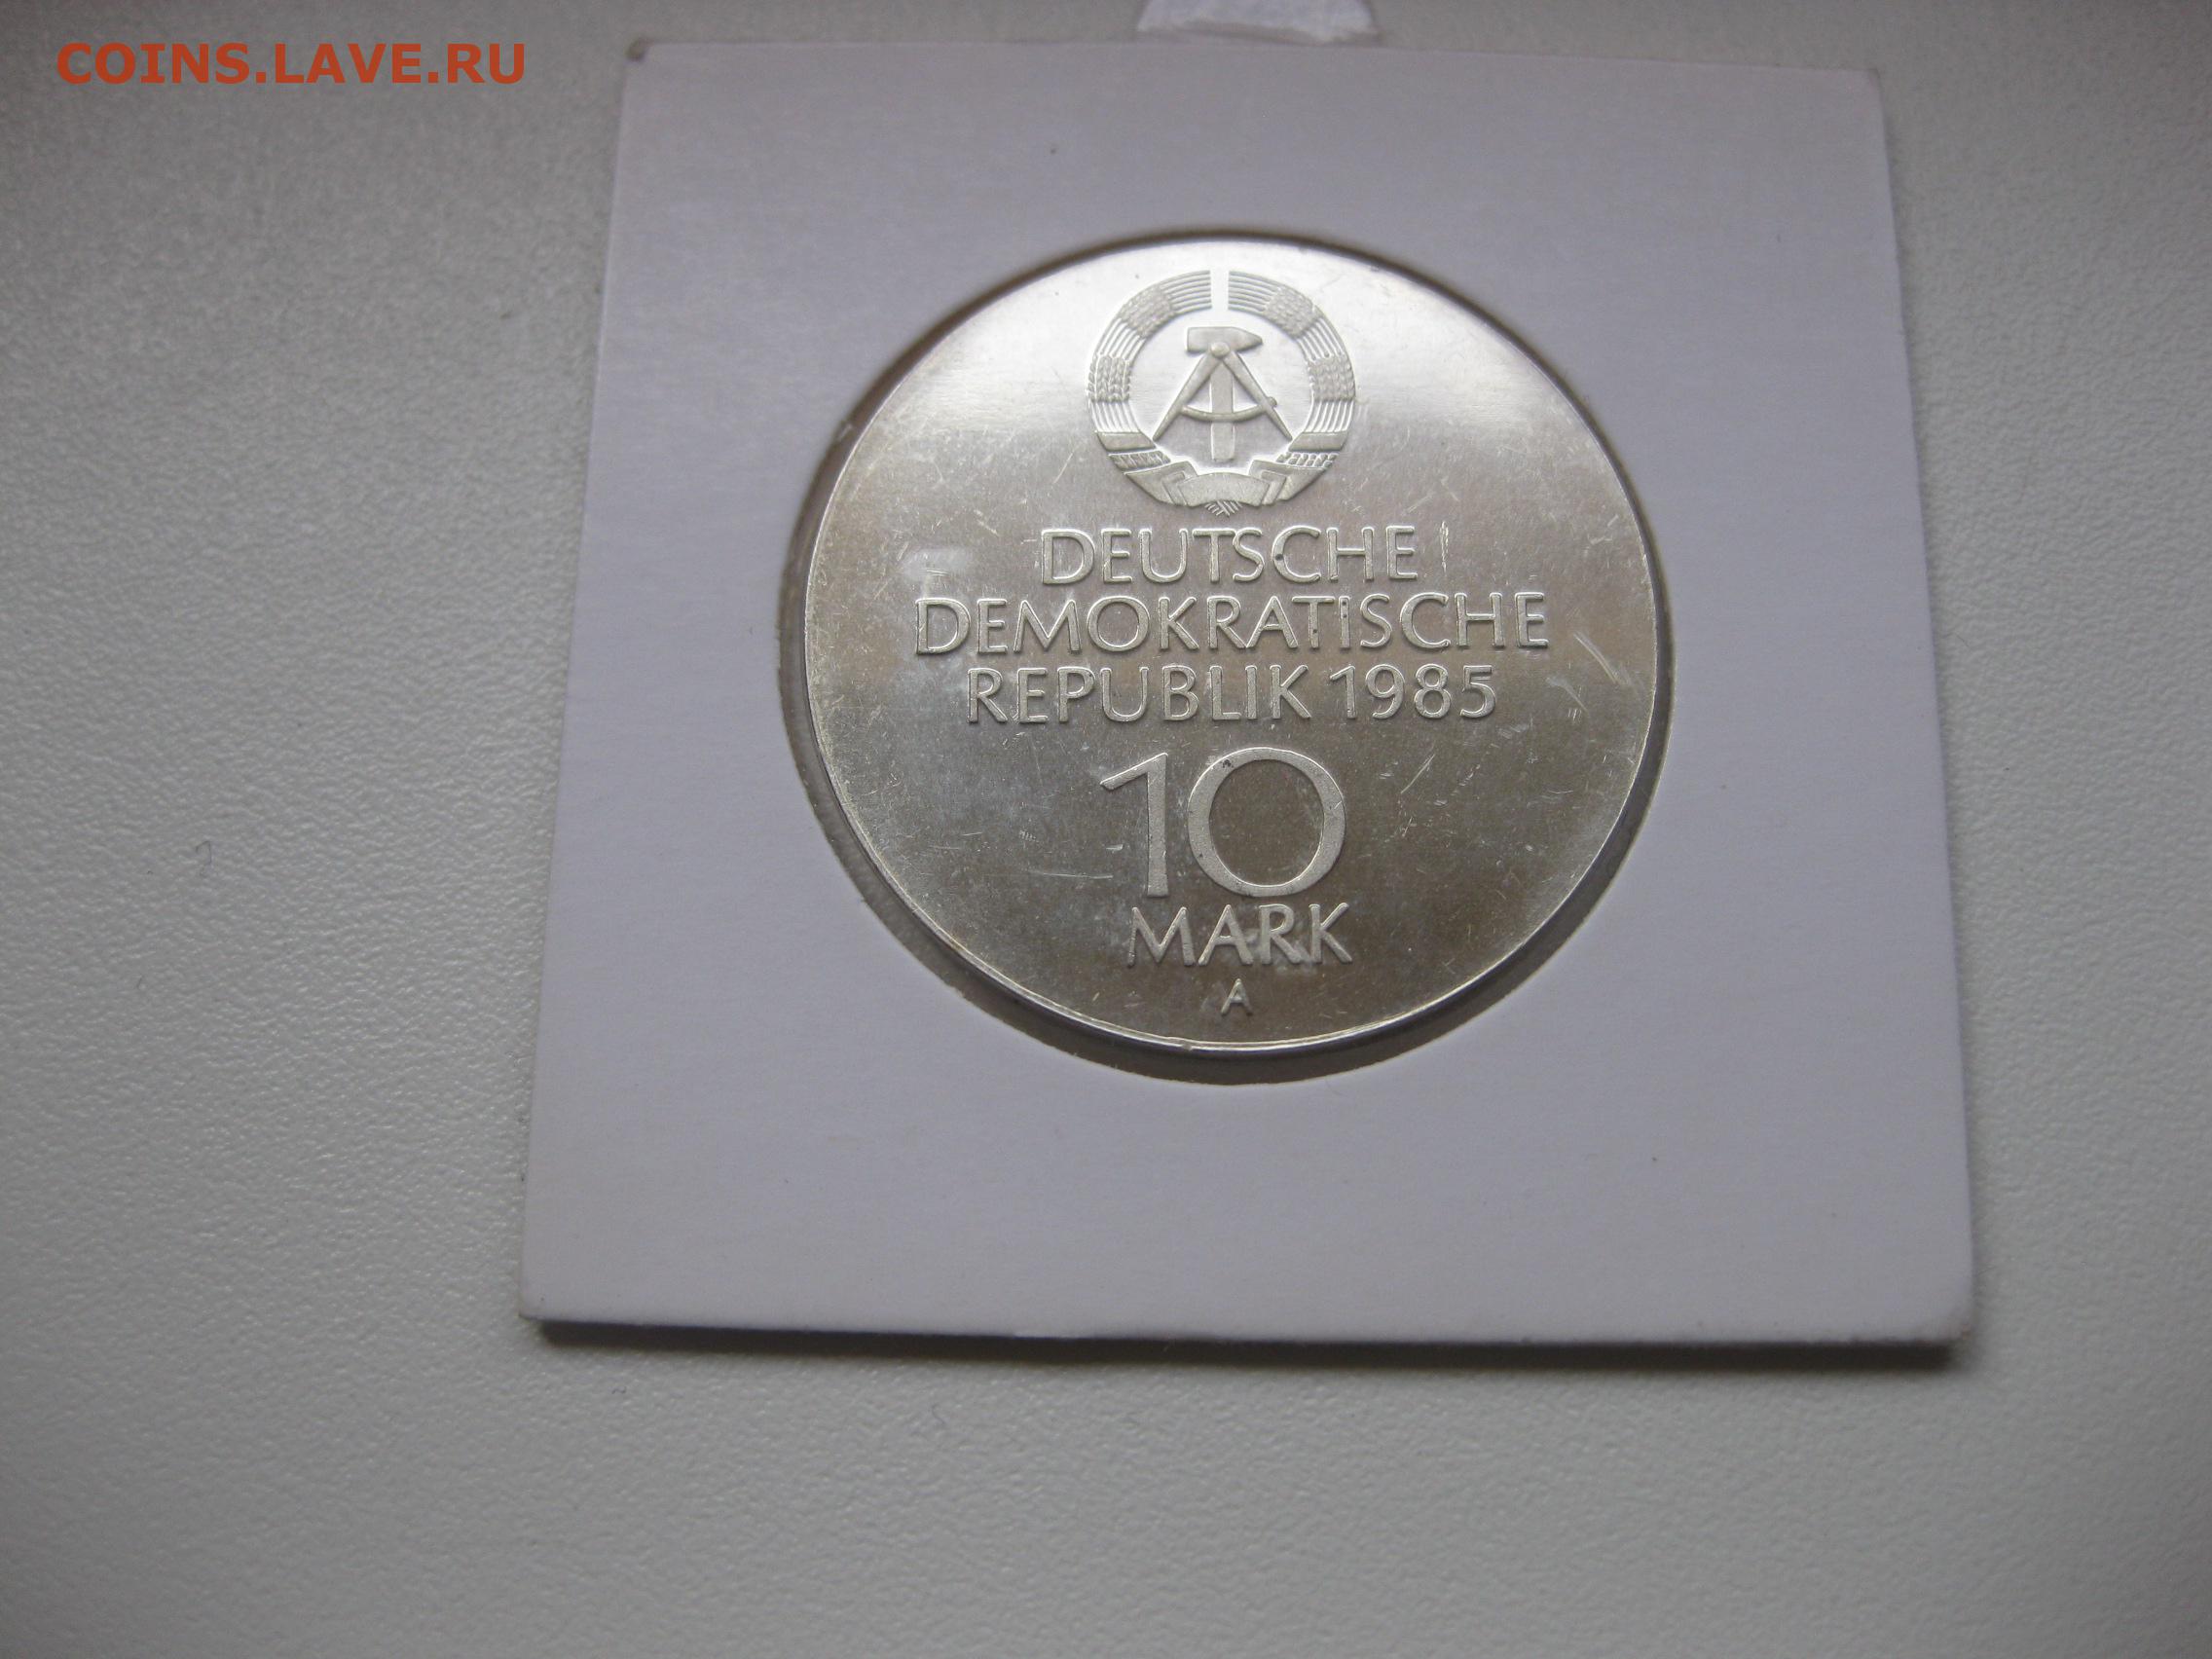 COINS.LAVE.RU
DEUTSCHE
DEMOKRATISCHE
REPUBLIK 1985
10
MARK
A